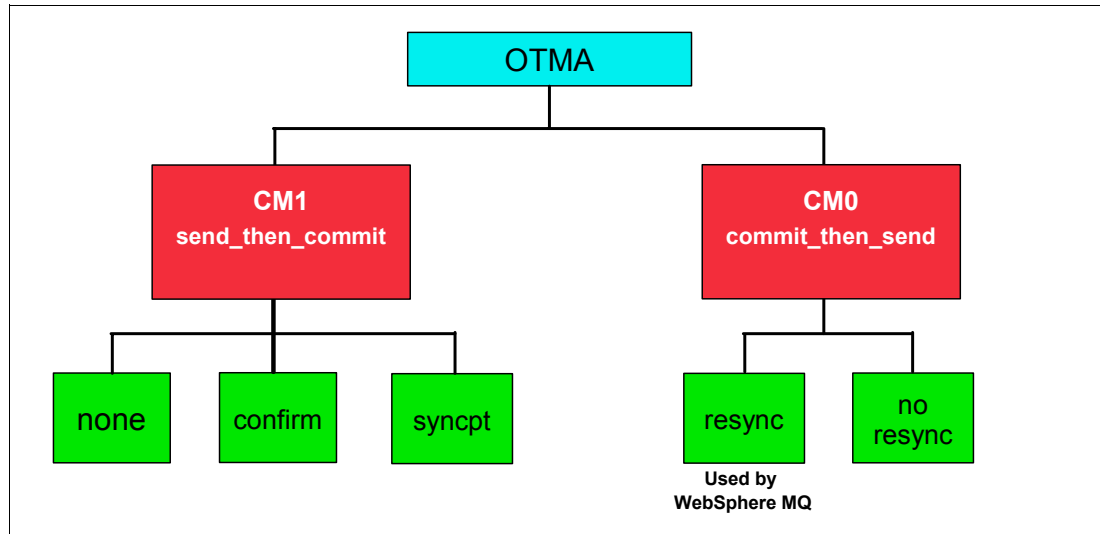 OTMA
CM1
send_then_commit
CM0
commit_then_send
none
confirm
syncpt
resync
no
resync
Used by
WebSphere MQ